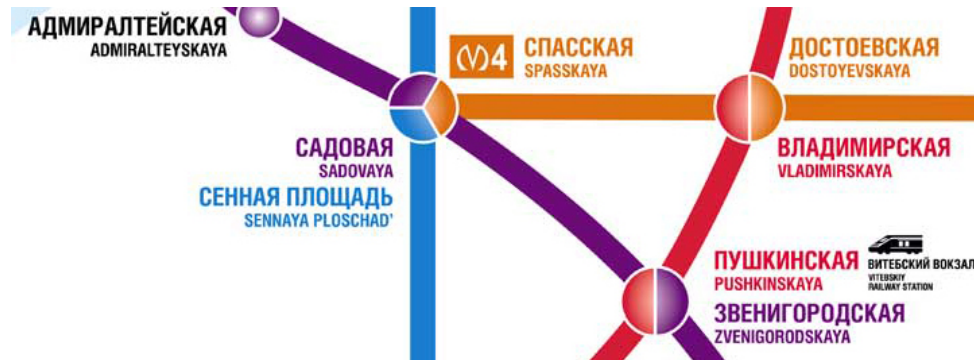 АДМИРАЛТЕЙСКАЯ
ADMIRALTEYSKAYA
4
СПАССКАЯ
SPASSKAYA
ДОСТОЕВСКАЯ
DOSTOYEVSKAYA
САДОВАЯ
SADOVAYA
СЕННАЯ ПЛОЩАДЬ
SENNAYA PLOSCHAD'
ВЛАДИМИРСКАЯ
VLADIMIRSKAYA
ПУШКИНСКАЯ
PUSHKINSKAYA
ВИТЕБСКИЙ ВОКЗАЛ
VITEBSKIY
RAILWAY STATION
ЗВЕНИГОРОДСКАЯ
ZVENIGORODSKAYA